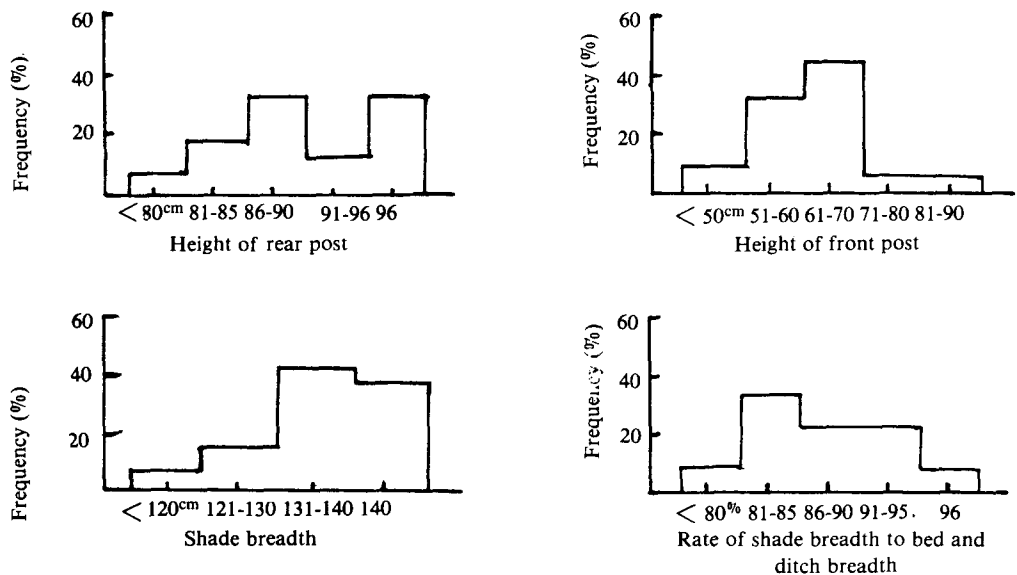 60
40
20
Frequency (%).
< 80cm 81-85 86-90 91-96 96
Height of rear post
60
40
20
Frequency (%)
< 50cm 51-60 61-70 71-80 81-90
Height of front post
60
40
20
Frequency (%)
< 120cm 121-130 131-140 140
Shade breadth
60
40
20
Frequency (%)
< 80% 81-85 86-90 91-95. 96
Rate of shade breadth to bed and
ditch breadth